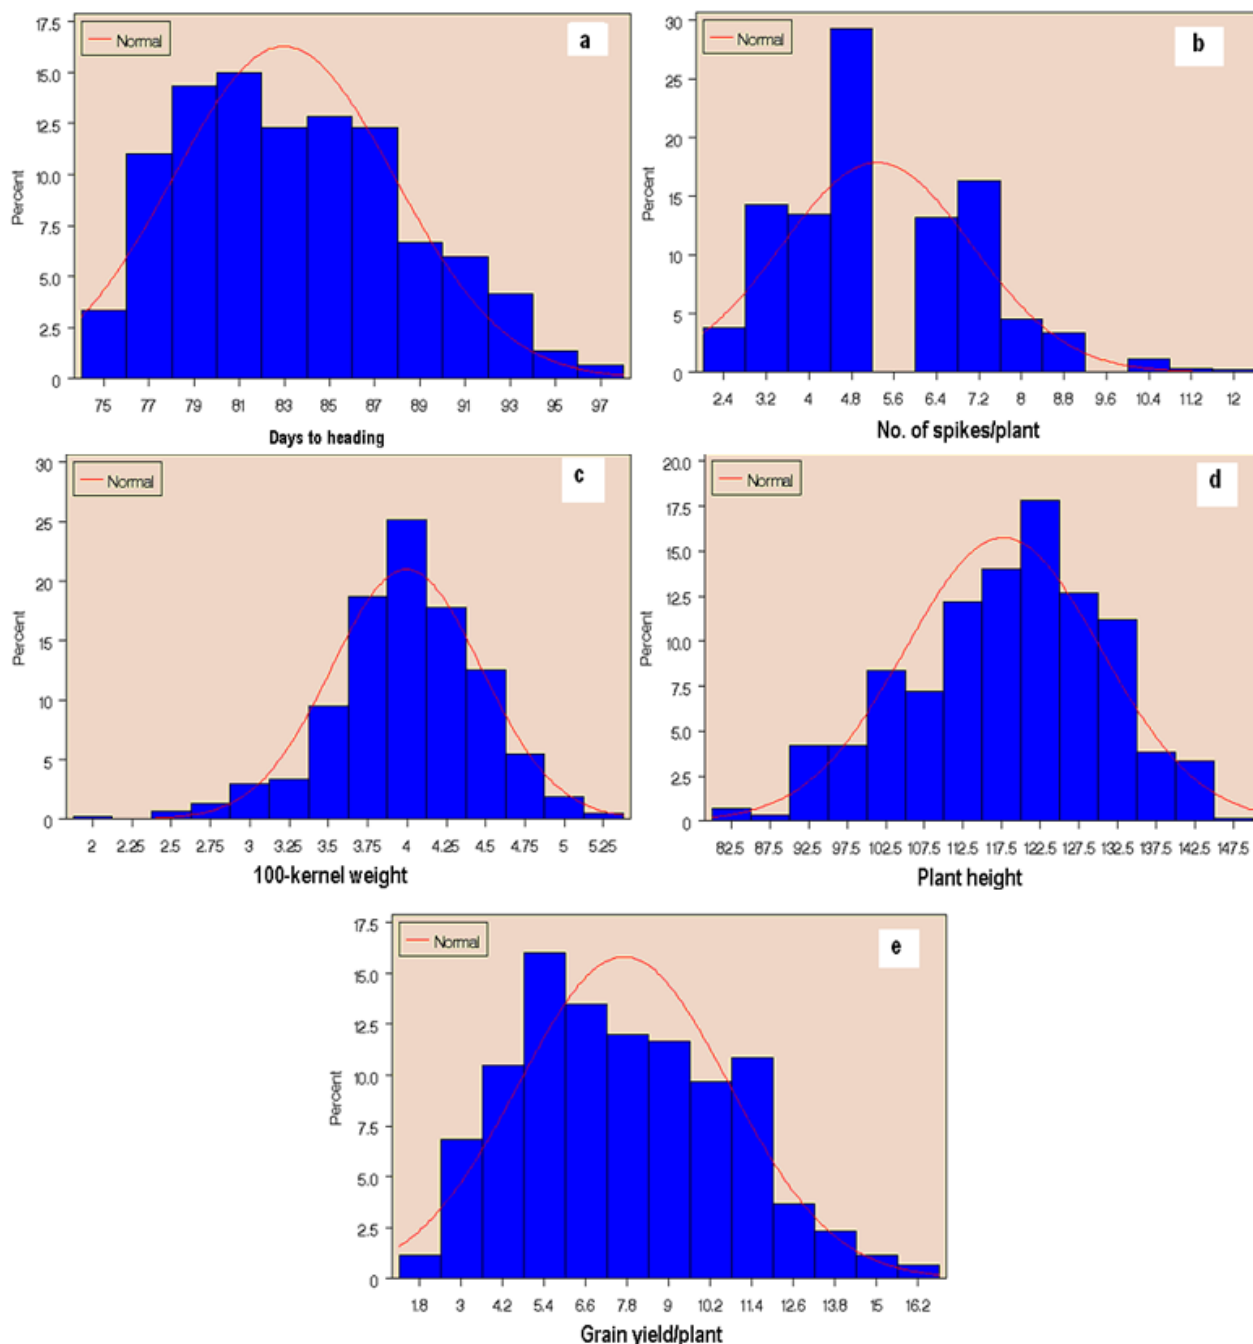 17.5
15.0
12.5
10.0
7.5
5.0
2.5
0
Percent
Normal
a
75 77 79 81 83 85 87 89 91 93 95 97
Days to heading
30
25
20
15
10
5
0
Percent
Normal
b
2.4 3.2 4 4.8 5.6 6.4 7.2 8 8.8 9.6 10.4 11.2 12
No. of spikes/plant
30
25
20
15
10
5
0
Percent
Normal
c
2 2.25 2.5 2.75 3 3.25 3.5 3.75 4 4.25 4.5 4.75 5 5.25
100-kernel weight
20.0
17.5
15.0
12.5
10.0
7.5
5.0
2.5
0
Percent
Normal
d
82.5 87.5 92.5 97.5 102.5 107.5 112.5 117.5 122.5 127.5 132.5 137.5 142.5 147.5
Plant height
17.5
15.0
12.5
10.0
7.5
5.0
2.5
0
Percent
Normal
e
1.8 3 4.2 5.4 6.6 7.8 9 10.2 11.4 12.6 13.8 15 16.2
Grain yield/plant